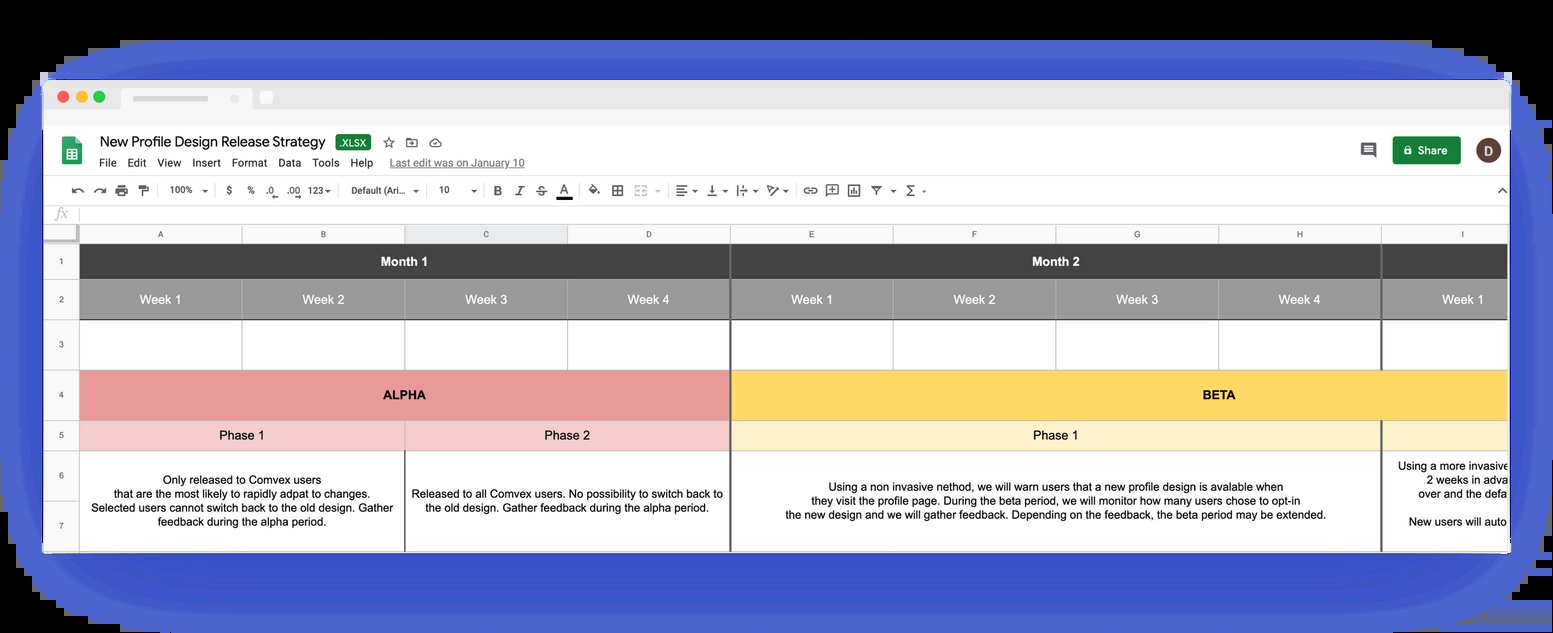 New Profile Design Release Strategy .XLSX
Share D
File Edit View Insert Format Data Tools Help Last edit was on January 10
100% $ % .0 .00 123 Default (Ari... 10 B I S A
fx
A B C D E F G H I
1 Month 1 Month 2
2 Week 1 Week 2 Week 3 Week 4 Week 1 Week 2 Week 3 Week 4 Week 1
3
4 ALPHA BETA
5 Phase 1 Phase 2 Phase 1
6
7
Only released to Comvex users
that are the most likely to rapidly adpat to changes.
Selected users cannot switch back to the old design. Gather
feedback during the alpha period.
Released to all Comvex users. No possibility to switch back to
the old design. Gather feedback during the alpha period.
Using a non invasive nethod, we will warn users that a new profile design is avalable when
they visit the profile page. During the beta period, we will monitor how many users chose to opt-in
the new design and we will gather feedback. Depending on the feedback, the beta period may be extended.
Using a more invasive
2 weeks in adva
over and the defa
New users will auto